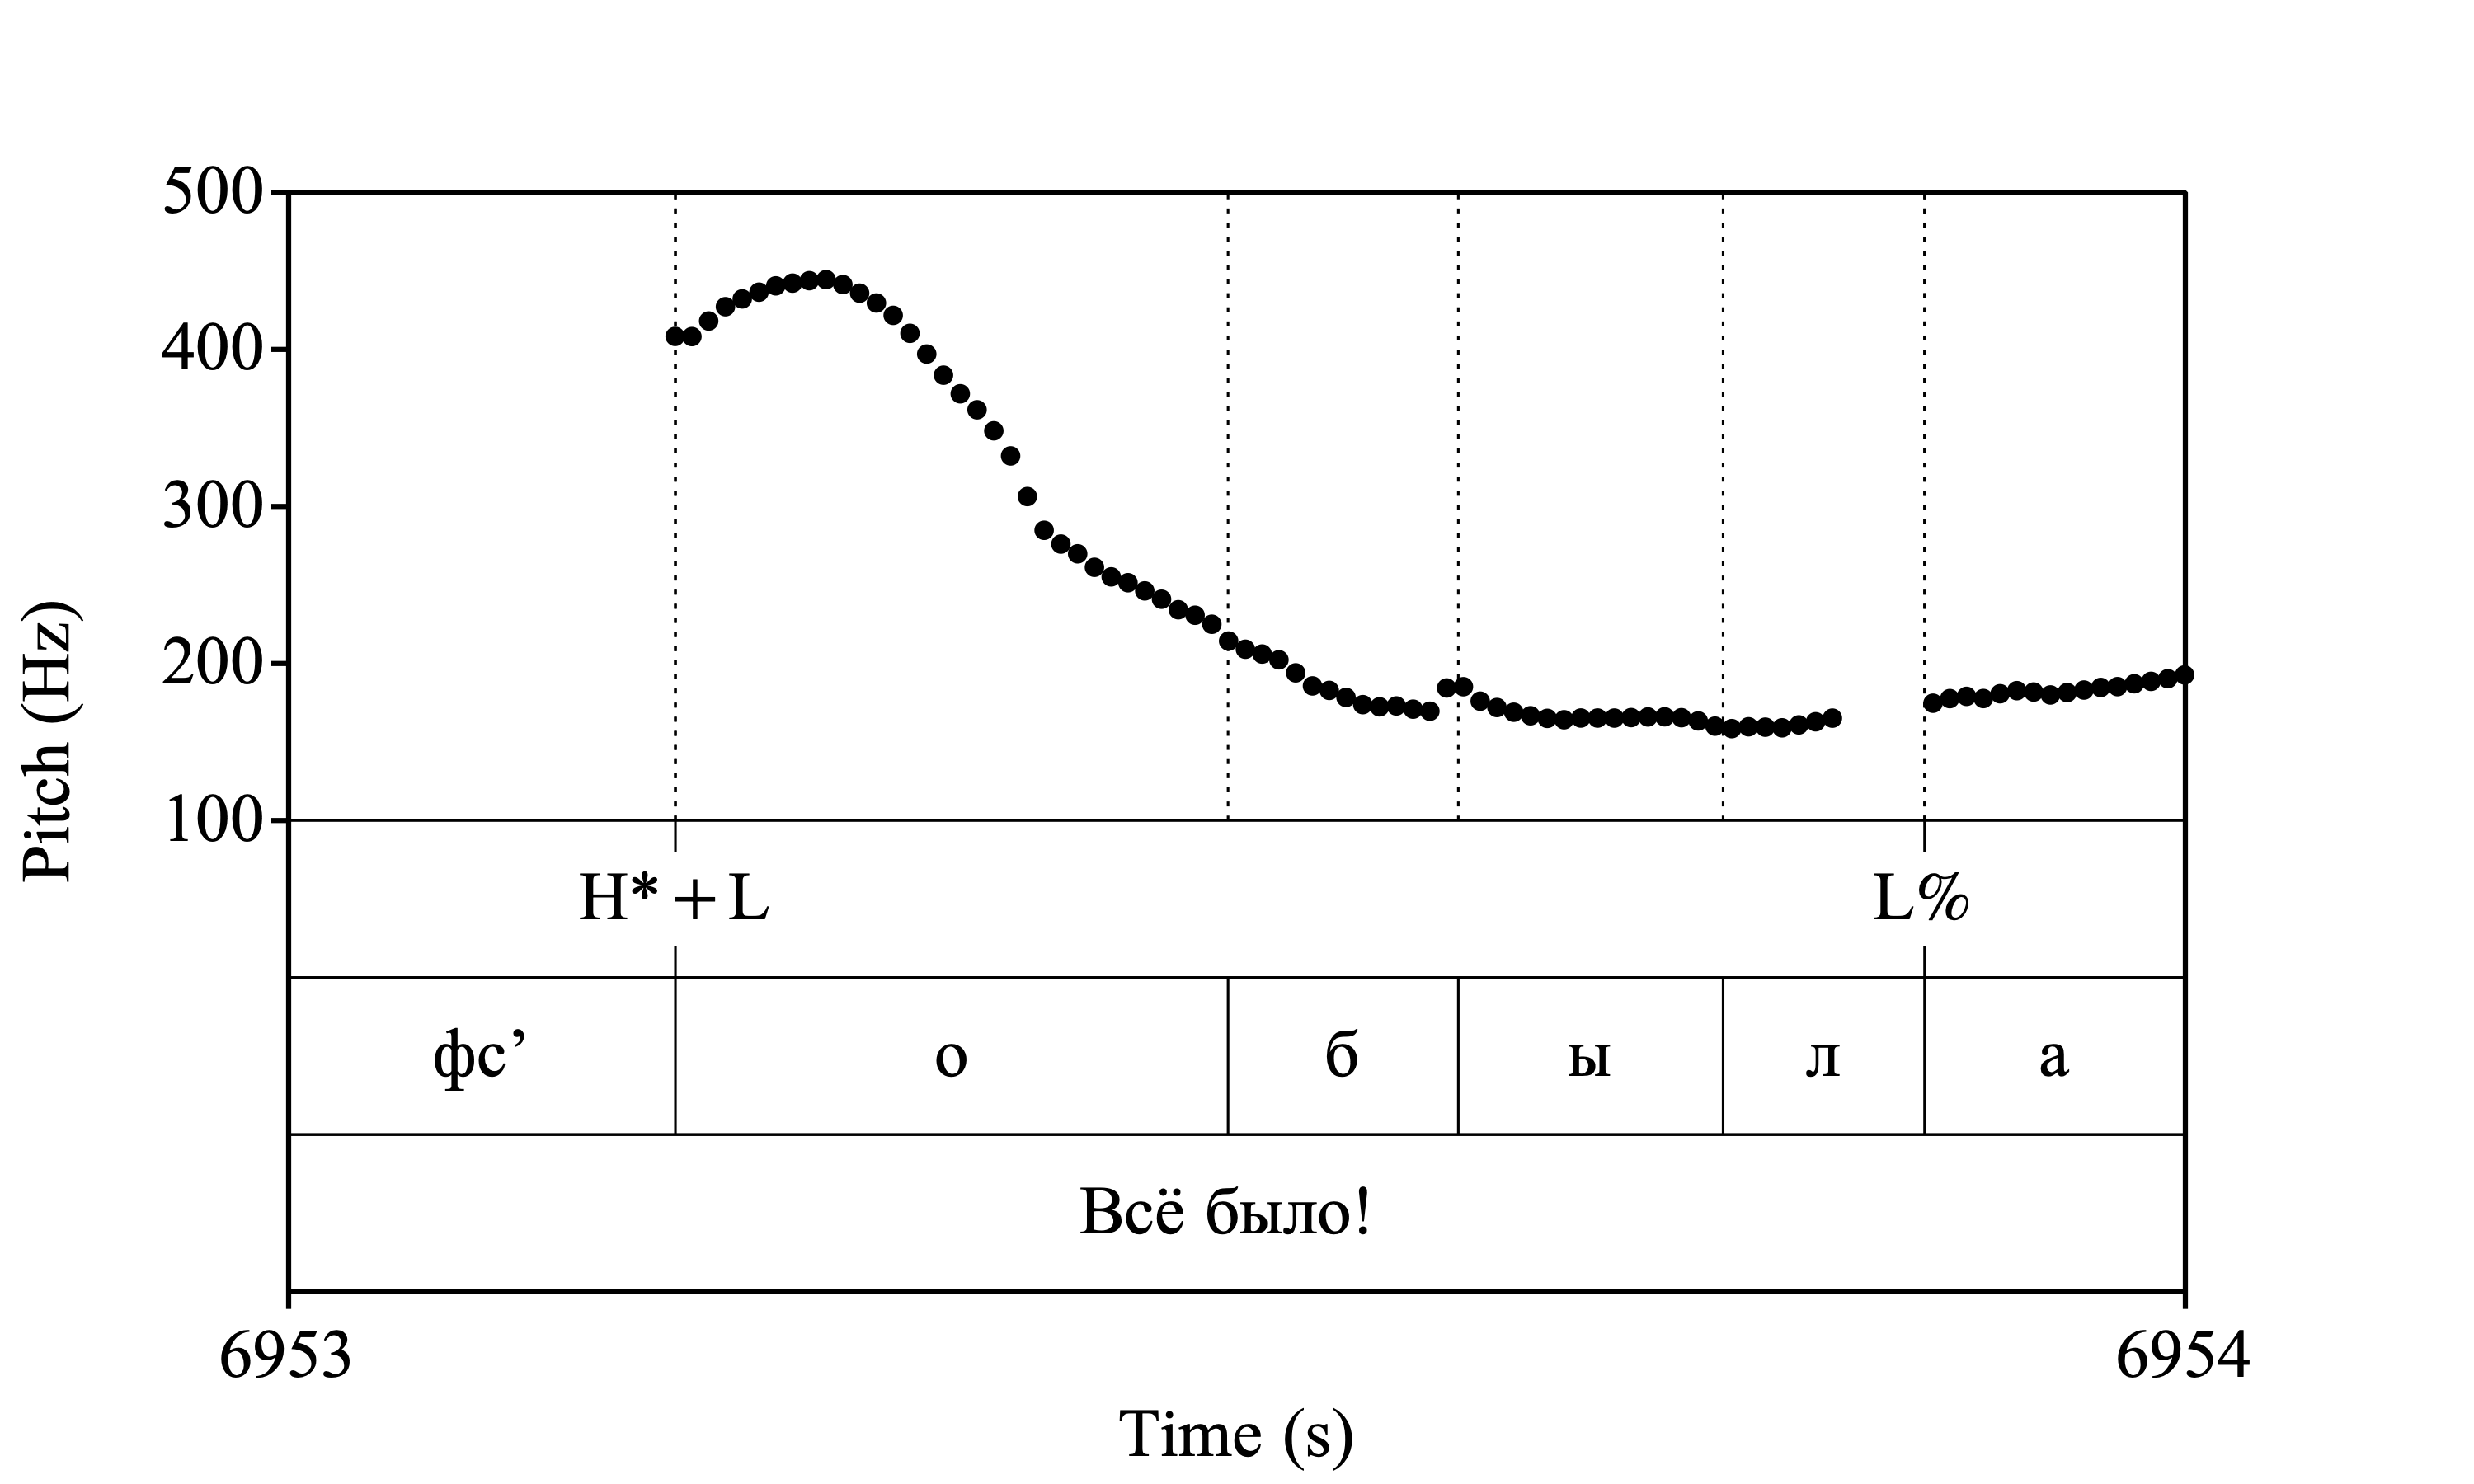 500
400
300
200
100
Pitch (Hz)
H*+L L%
фс’ о б ы л а
Всё было!
6953 6954
Time (s)